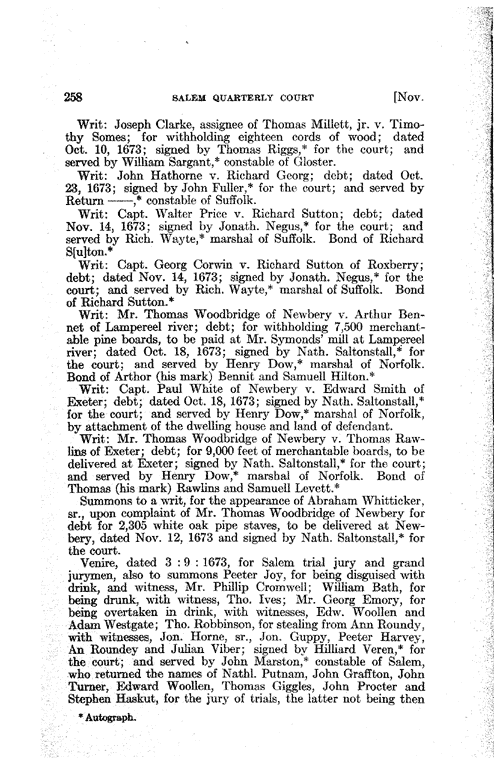 258 SALEM QUARTERLY COURT [Nov.
Writ: Joseph Clarke, assignee of Thomas Millett, jr. v. Timo-
thy Somes; for withholding eighteen cords of wood; dated
Oct. 10, 1673; signed by Thomas Riggs,* for the court; and
served by William Sargant,* constable of Gloster.
Writ: John Hathorne v. Richard Georg; debt; dated Oct.
23, 1673; signed by John Fuller,* for the court; and served by
Return ——,* constable of Suffolk.
Writ: Capt. Walter Price v. Richard Sutton; debt; dated
Nov. 14, 1673; signed by Jonath. Negus,* for the court; and
served by Rich. Wayte,* marshal of Suffolk. Bond of Richard
S[u]ton.*
Writ: Capt. Georg Corwin v. Richard Sutton of Roxberry;
debt; dated Nov. 14, 1673; signed by Jonath. Negus,* for the
court; and served by Rich. Wayte,* marshal of Suffolk. Bond
of Richard Sutton.*
Writ: Mr. Thomas Woodbridge of Newbery v. Arthur Ben-
net of Lampereel river; debt; for withholding 7,500 merchant-
able pine boards, to be paid at Mr. Symonds' mill at Lampereel
river; dated Oct. 18, 1673; signed by Nath. Saltonstall,* for
the court; and served by Henry Dow,* marshal of Norfolk.
Bond of Arthor (his mark) Bennit and Samuell Hilton.*
Writ: Capt. Paul White of Newbery v. Edward Smith of
Exeter; debt; dated Oct. 18, 1673; signed by Nath. Saltonstall,*
for the court; and served by Henry Dow,* marshal of Norfolk,
by attachment of the dwelling house and land of defendant.
Writ: Mr. Thomas Woodbridge of Newbery v. Thomas Raw-
lins of Exeter; debt; for 9,000 feet of merchantable boards, to be
delivered at Exeter; signed by Nath. Saltonstall,* for the court;
and served by Henry Dow,* marshal of Norfolk. Bond of
Thomas (his mark) Rawlins and Samuell Levett.*
Summons to a writ, for the appearance of Abraham Whitticker,
sr., upon complaint of Mr. Thomas Woodbridge of Newbery for
debt for 2,305 white oak pipe staves, to be delivered at New-
bery, dated Nov. 12, 1673 and signed by Nath. Saltonstall,* for
the court.
Venire, dated 3 : 9 : 1673, for Salem trial jury and grand
jurymen, also to summons Peeter Joy, for being disguised with
drink, and witness, Mr. Phillip Cromwell; William Bath, for
being drunk, with witness, Tho. Ives; Mr. Georg Emory, for
being overtaken in drink, with witnesses, Edw. Woollen and
Adam Westgate; Tho. Robbinson, for stealing from Ann Roundy,
with witnesses, Jon. Horne, sr., Jon. Guppy, Peeter Harvey,
An Roundey and Julian Viber; signed by Hilliard Veren,* for
the court; and served by John Marston,* constable of Salem,
who returned the names of Nathl. Putnam, John Graffton, John
Turner, Edward Woollen, Thomas Giggles, John Procter and
Stephen Haskut, for the jury of trials, the latter not being then
* Autograph.